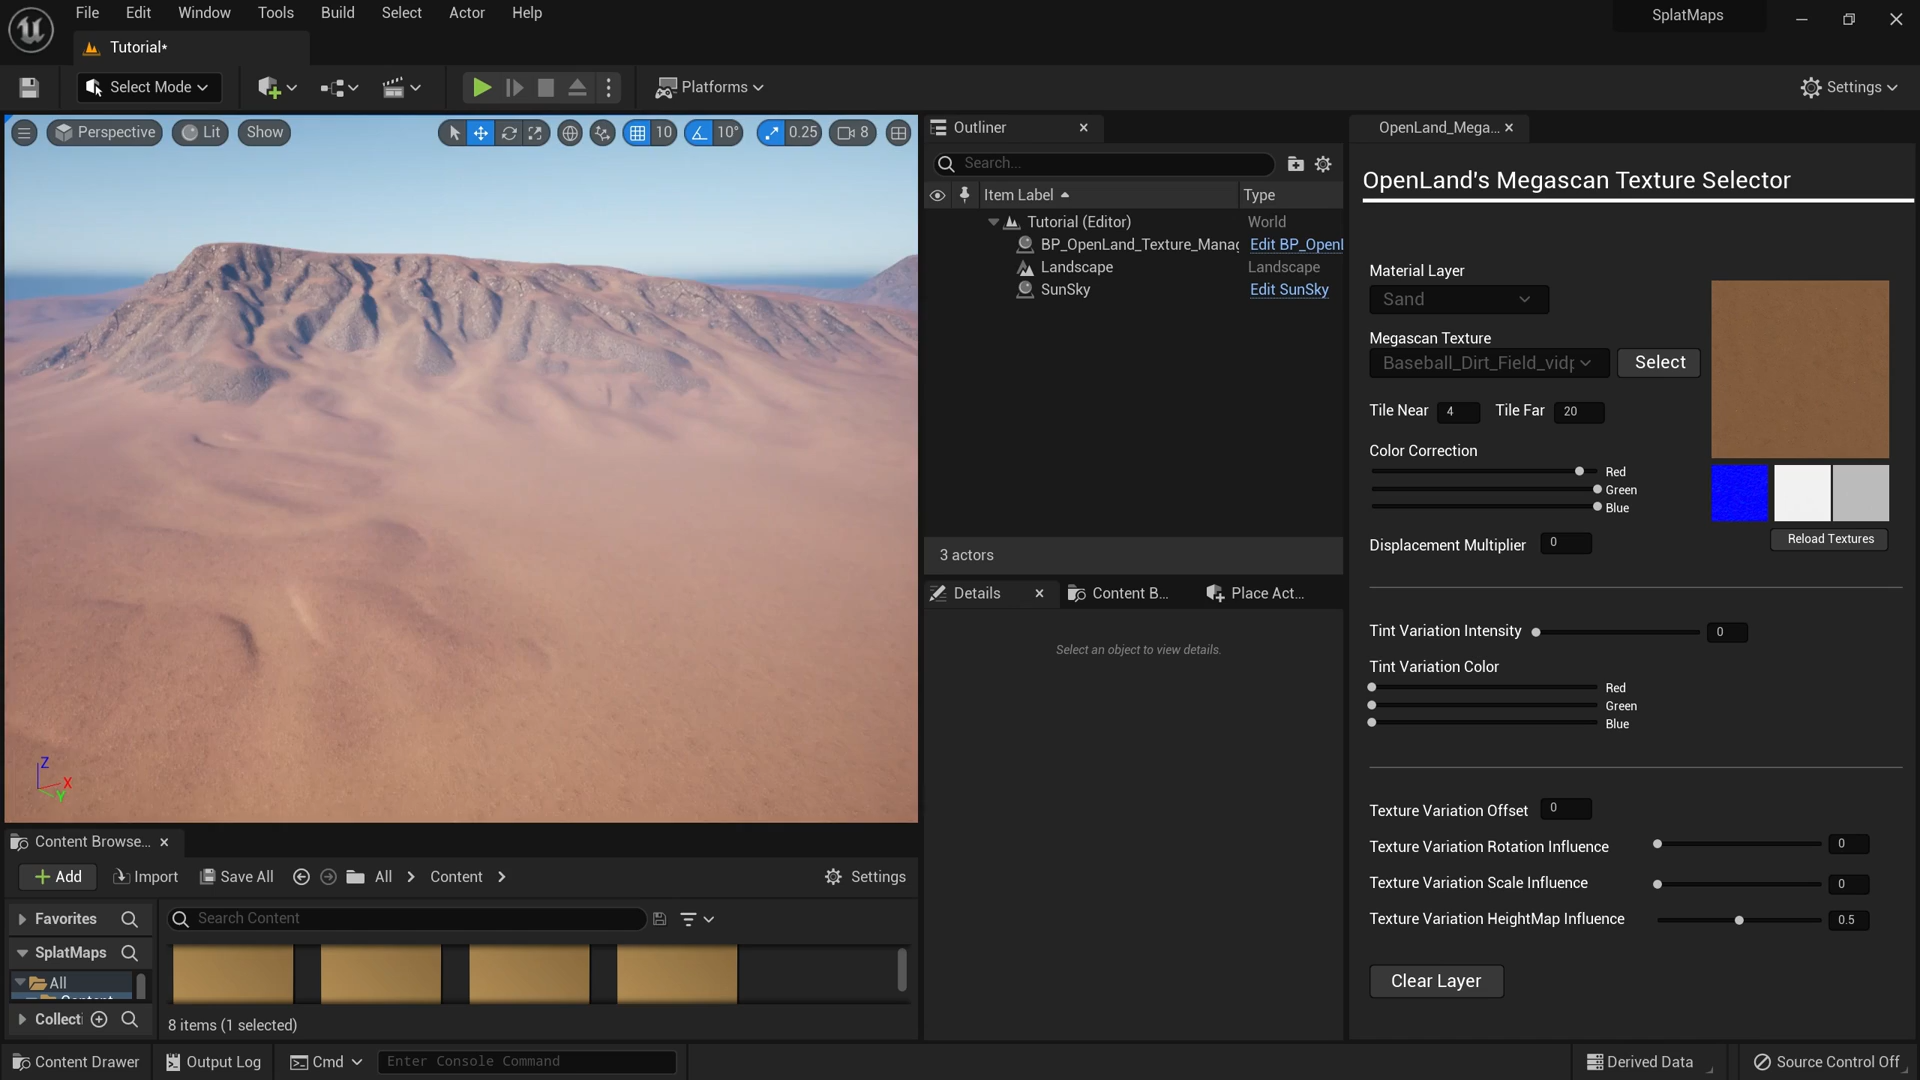 File Edit Window Tools Build Select Actor Help
SplatMaps
Tutorial*
Select Mode
Platforms
Settings
Perspective Lit Show 10 10° 0.25 8
Z
X
Y
Outliner
Search...
Item Label Type
Tutorial (Editor) World
BP_OpenLand_Texture_Manag Edit BP_Openl
Landscape Landscape
SunSky Edit SunSky
3 actors
Details Content B... Place Act...
Select an object to view details.
OpenLand_Mega...
OpenLand's Megascan Texture Selector
Material Layer
Sand
Megascan Texture
Baseball_Dirt_Field_vidp Select
Tile Near 4 Tile Far 20
Color Correction
Red
Green
Blue
Displacement Multiplier 0
Reload Textures
Tint Variation Intensity 0
Tint Variation Color
Red
Green
Blue
Texture Variation Offset 0
Texture Variation Rotation Influence 0
Texture Variation Scale Influence 0
Texture Variation HeightMap Influence 0.5
Clear Layer
Content Browse...
Add Import Save All All Content Settings
Favorites
Search Content
SplatMaps
All
Content
Collecti
8 items (1 selected)
Content Drawer Output Log Cmd Enter Console Command Derived Data Source Control Off